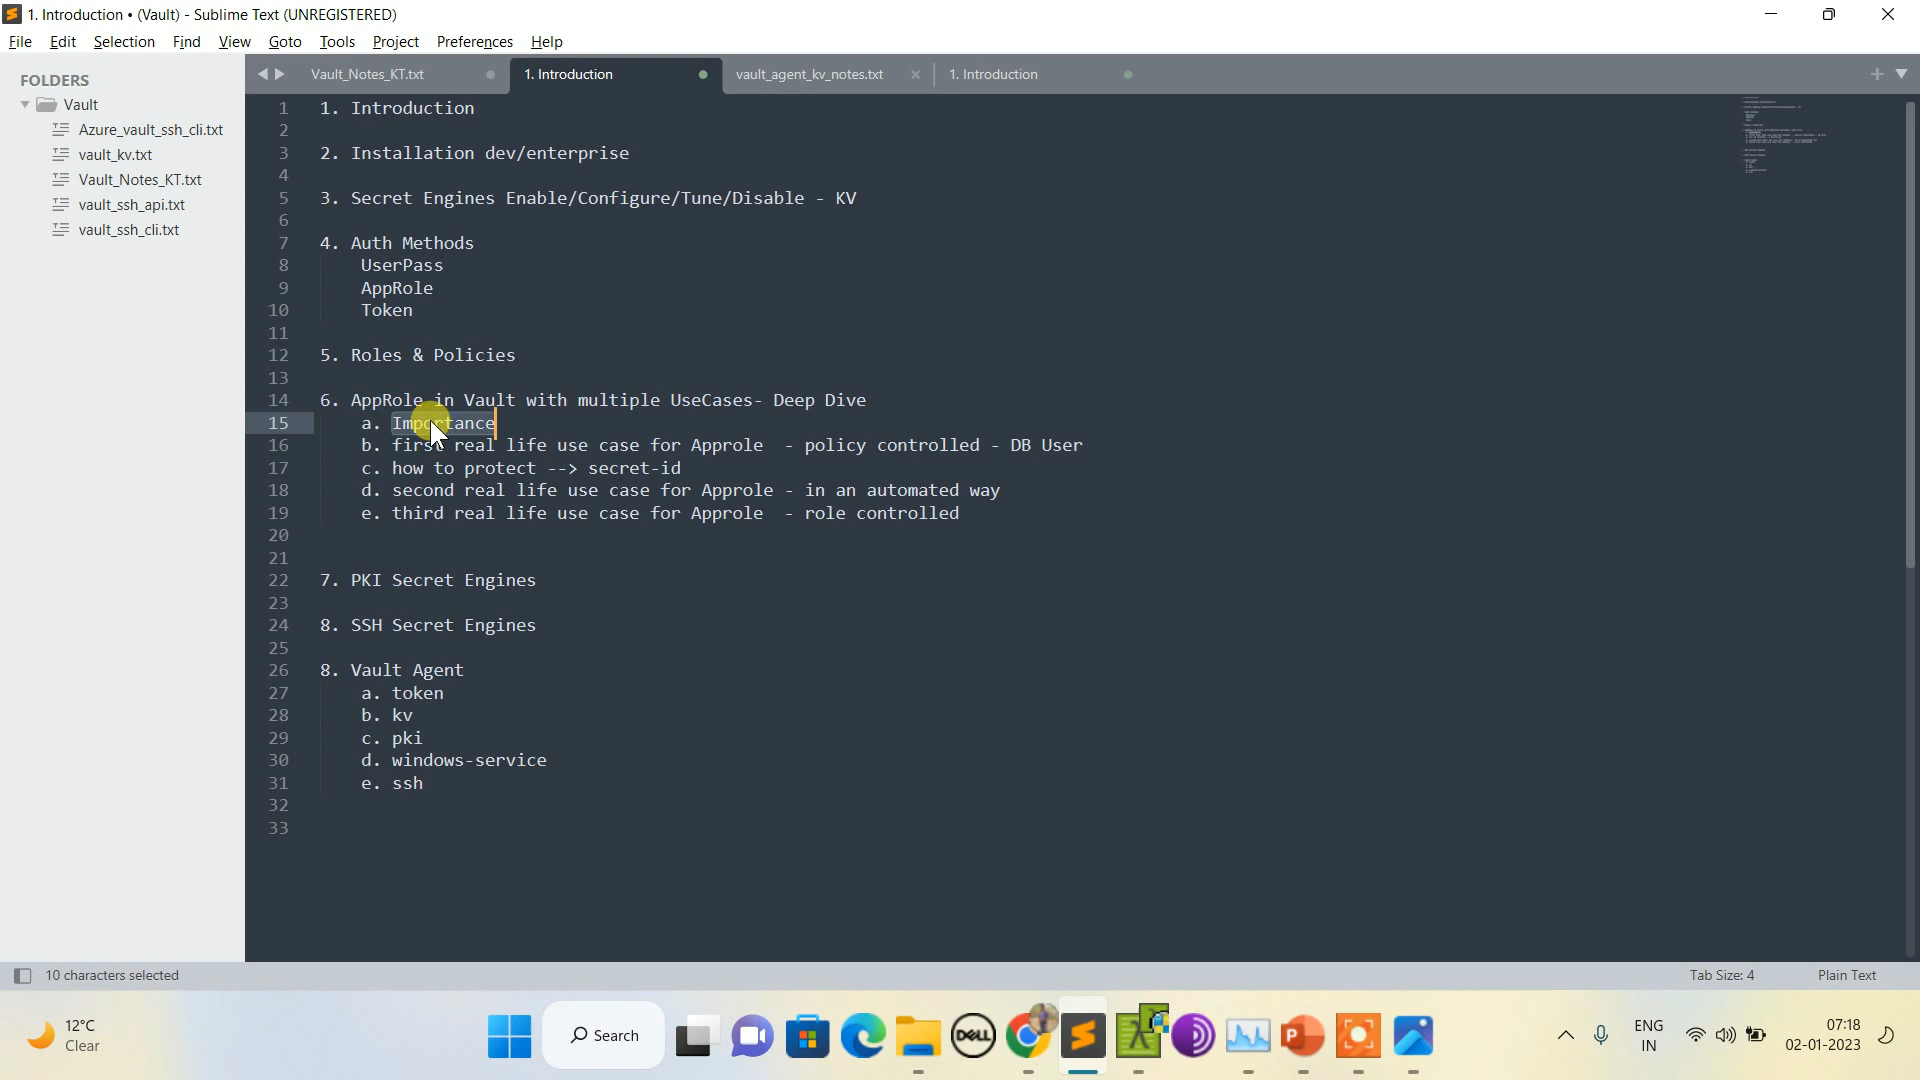 1. Introduction • (Vault) - Sublime Text (UNREGISTERED)
File Edit Selection Find View Goto Tools Project Preferences Help
FOLDERS
Vault
Azure_vault_ssh_cli.txt
vault_kv.txt
Vault_Notes_KT.txt
vault_ssh_api.txt
vault_ssh_cli.txt
Vault_Notes_KT.txt 1. Introduction vault_agent_kv_notes.txt 1. Introduction
1 1. Introduction
2
3 2. Installation dev/enterprise
4
5 3. Secret Engines Enable/Configure/Tune/Disable - KV
6
7 4. Auth Methods
8 UserPass
9 AppRole
10 Token
11
12 5. Roles & Policies
13
14 6. AppRole in Vault with multiple UseCases- Deep Dive
15 a. Importance
16 b. first real life use case for Approle - policy controlled - DB User
17 c. how to protect --> secret-id
18 d. second real life use case for Approle - in an automated way
19 e. third real life use case for Approle - role controlled
20
21
22 7. PKI Secret Engines
23
24 8. SSH Secret Engines
25
26 8. Vault Agent
27 a. token
28 b. kv
29 c. pki
30 d. windows-service
31 e. ssh
32
33
10 characters selected Tab Size: 4 Plain Text
12°C
Clear
Search
DELL
ENG
IN
07:18
02-01-2023